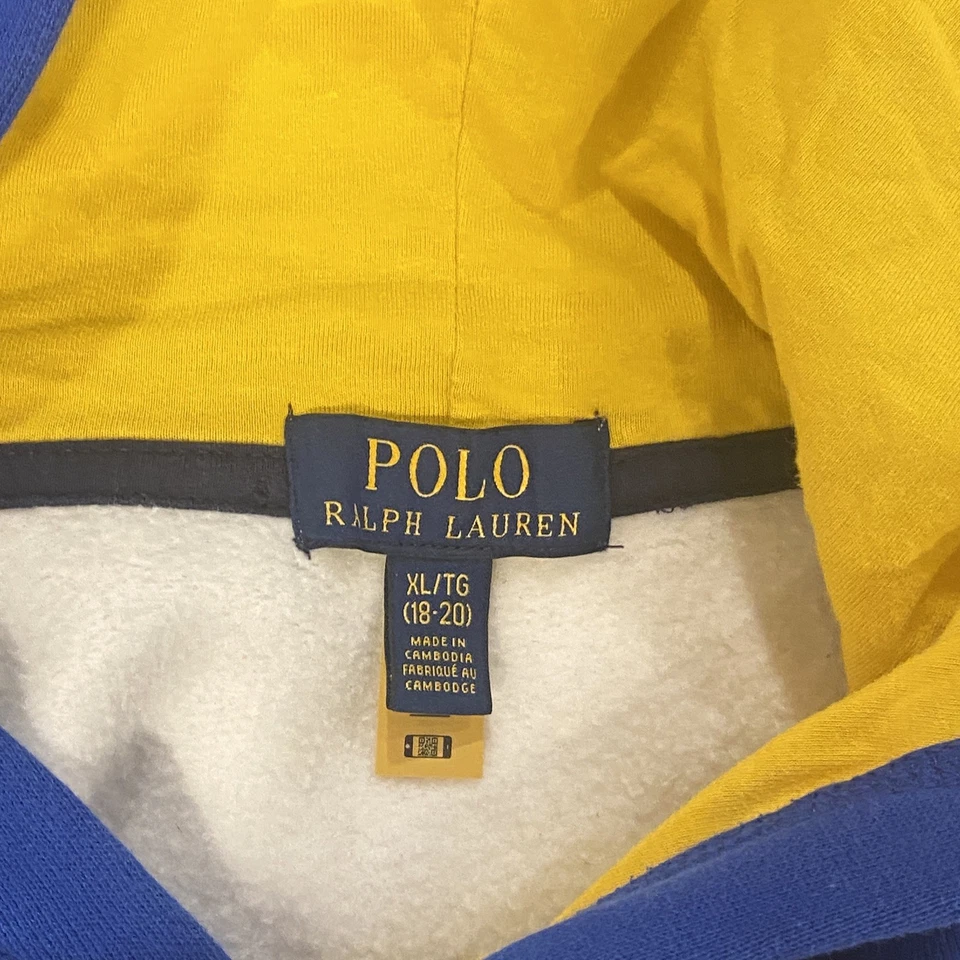 POLO
RALPH LAUREN
XL/TG
(18-20)
MADE IN
CAMBODIA
FABRIQUÉ AU
CAMBODGE